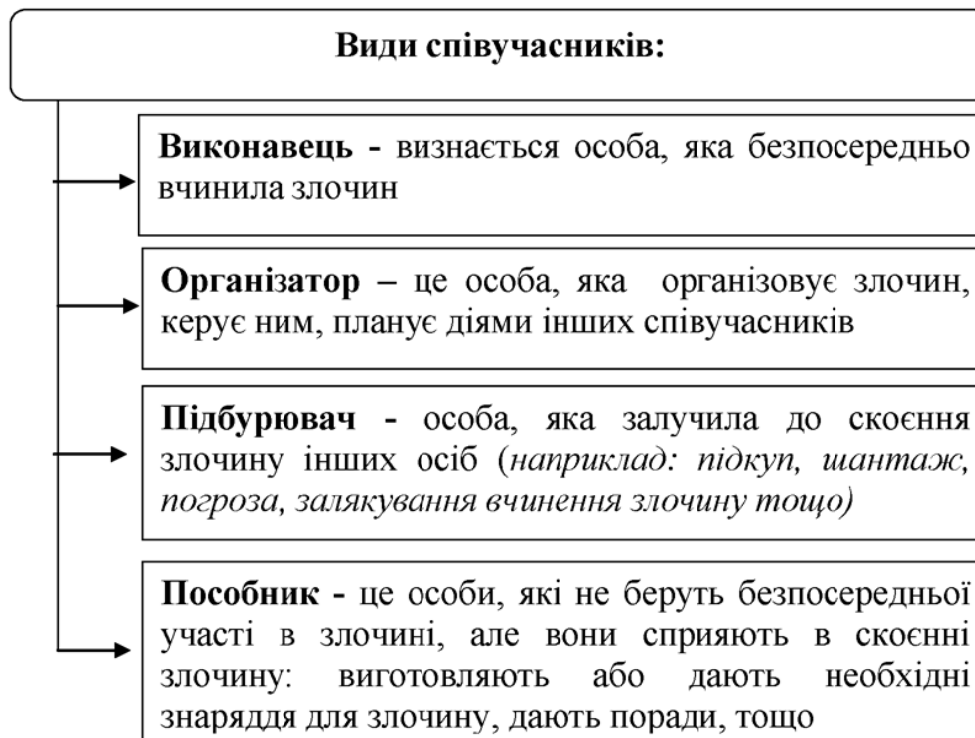 Види співучасників:
Виконавець - визнається особа, яка безпосередньо
вчинила злочин
Організатор – це особа, яка організовує злочин,
керує ним, планує діями інших співучасників
Підбурювач - особа, яка залучила до скоєння
злочину інших осіб (наприклад: підкуп, шантаж,
погроза, залякування вчинення злочину тощо)
Пособник - це особи, які не беруть безпосередньої
участі в злочині, але вони сприяють в скоєнні
злочину: виготовляють або дають необхідні
знаряддя для злочину, дають поради, тощо